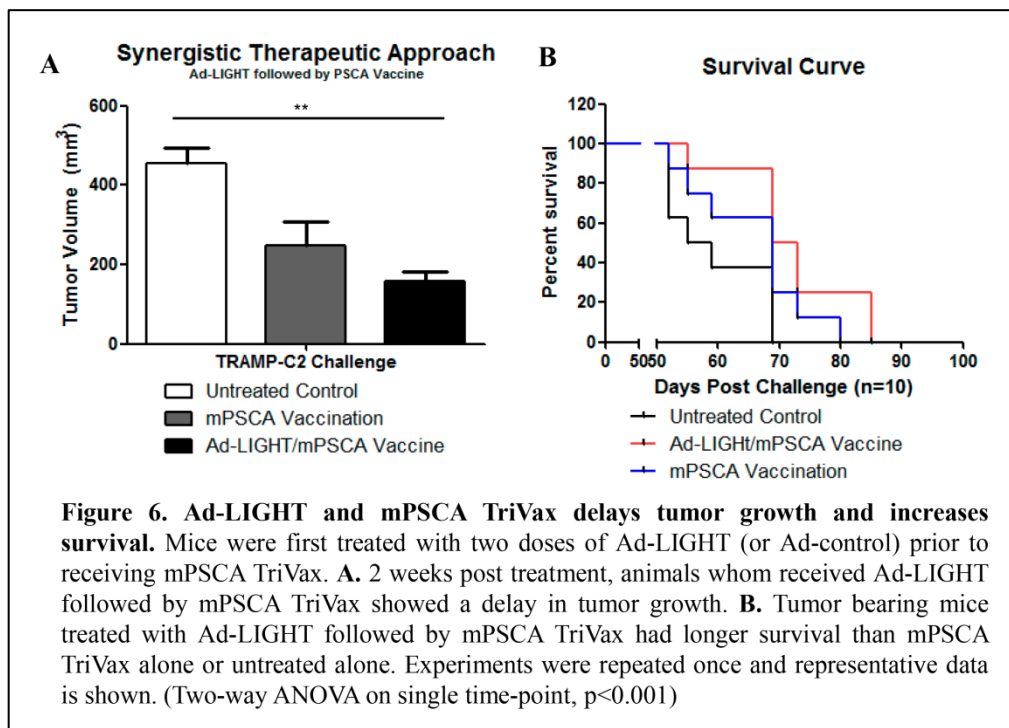 A
Synergistic Therapeutic Approach
Ad-LIGHT followed by PSCA Vaccine
**
Tumor Volume (mm3)
600
400
200
0
TRAMP-C2 Challenge
Untreated Control
mPSCA Vaccination
Ad-LIGHT/mPSCA Vaccine
B
Survival Curve
Percent survival
120
100
80
60
40
20
0
0 50 50 60 70 80 90 100
Days Post Challenge (n=10)
Untreated Control
Ad-LIGHt/mPSCA Vaccine
mPSCA Vaccination
Figure 6. Ad-LIGHT and mPSCA TriVax delays tumor growth and increases
survival. Mice were first treated with two doses of Ad-LIGHT (or Ad-control) prior to
receiving mPSCA TriVax. A. 2 weeks post treatment, animals whom received Ad-LIGHT
followed by mPSCA TriVax showed a delay in tumor growth. B. Tumor bearing mice
treated with Ad-LIGHT followed by mPSCA TriVax had longer survival than mPSCA
TriVax alone or untreated alone. Experiments were repeated once and representative data
is shown. (Two-way ANOVA on single time-point, p<0.001)